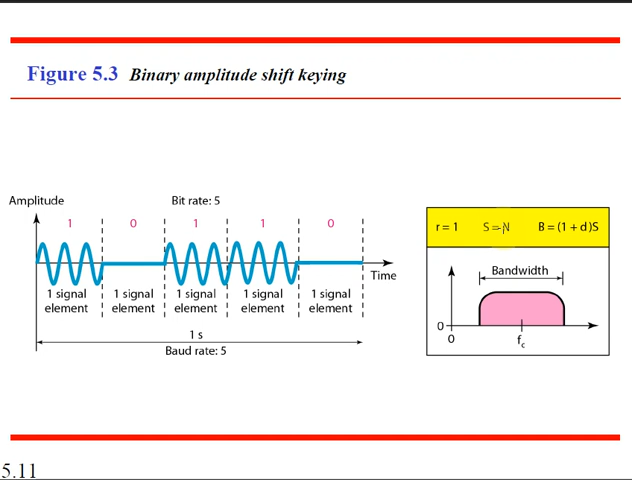 Figure 5.3 Binary amplitude shift keying
Amplitude
Bit rate: 5
1 0 1 1 0
Time
1 signal element
1 signal element
1 signal element
1 signal element
1 signal element
1 s
Baud rate: 5
r = 1 S = N B = (1 + d)S
Bandwidth
0
0
fc
5.11